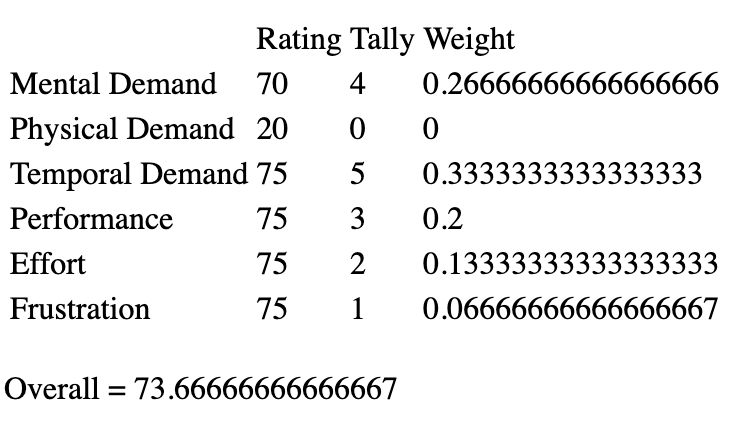 Rating Tally Weight
Mental Demand 70 4 0.26666666666666666
Physical Demand 20 0 0
Temporal Demand 75 5 0.3333333333333333
Performance 75 3 0.2
Effort 75 2 0.13333333333333333
Frustration 75 1 0.06666666666666667
Overall = 73.66666666666667